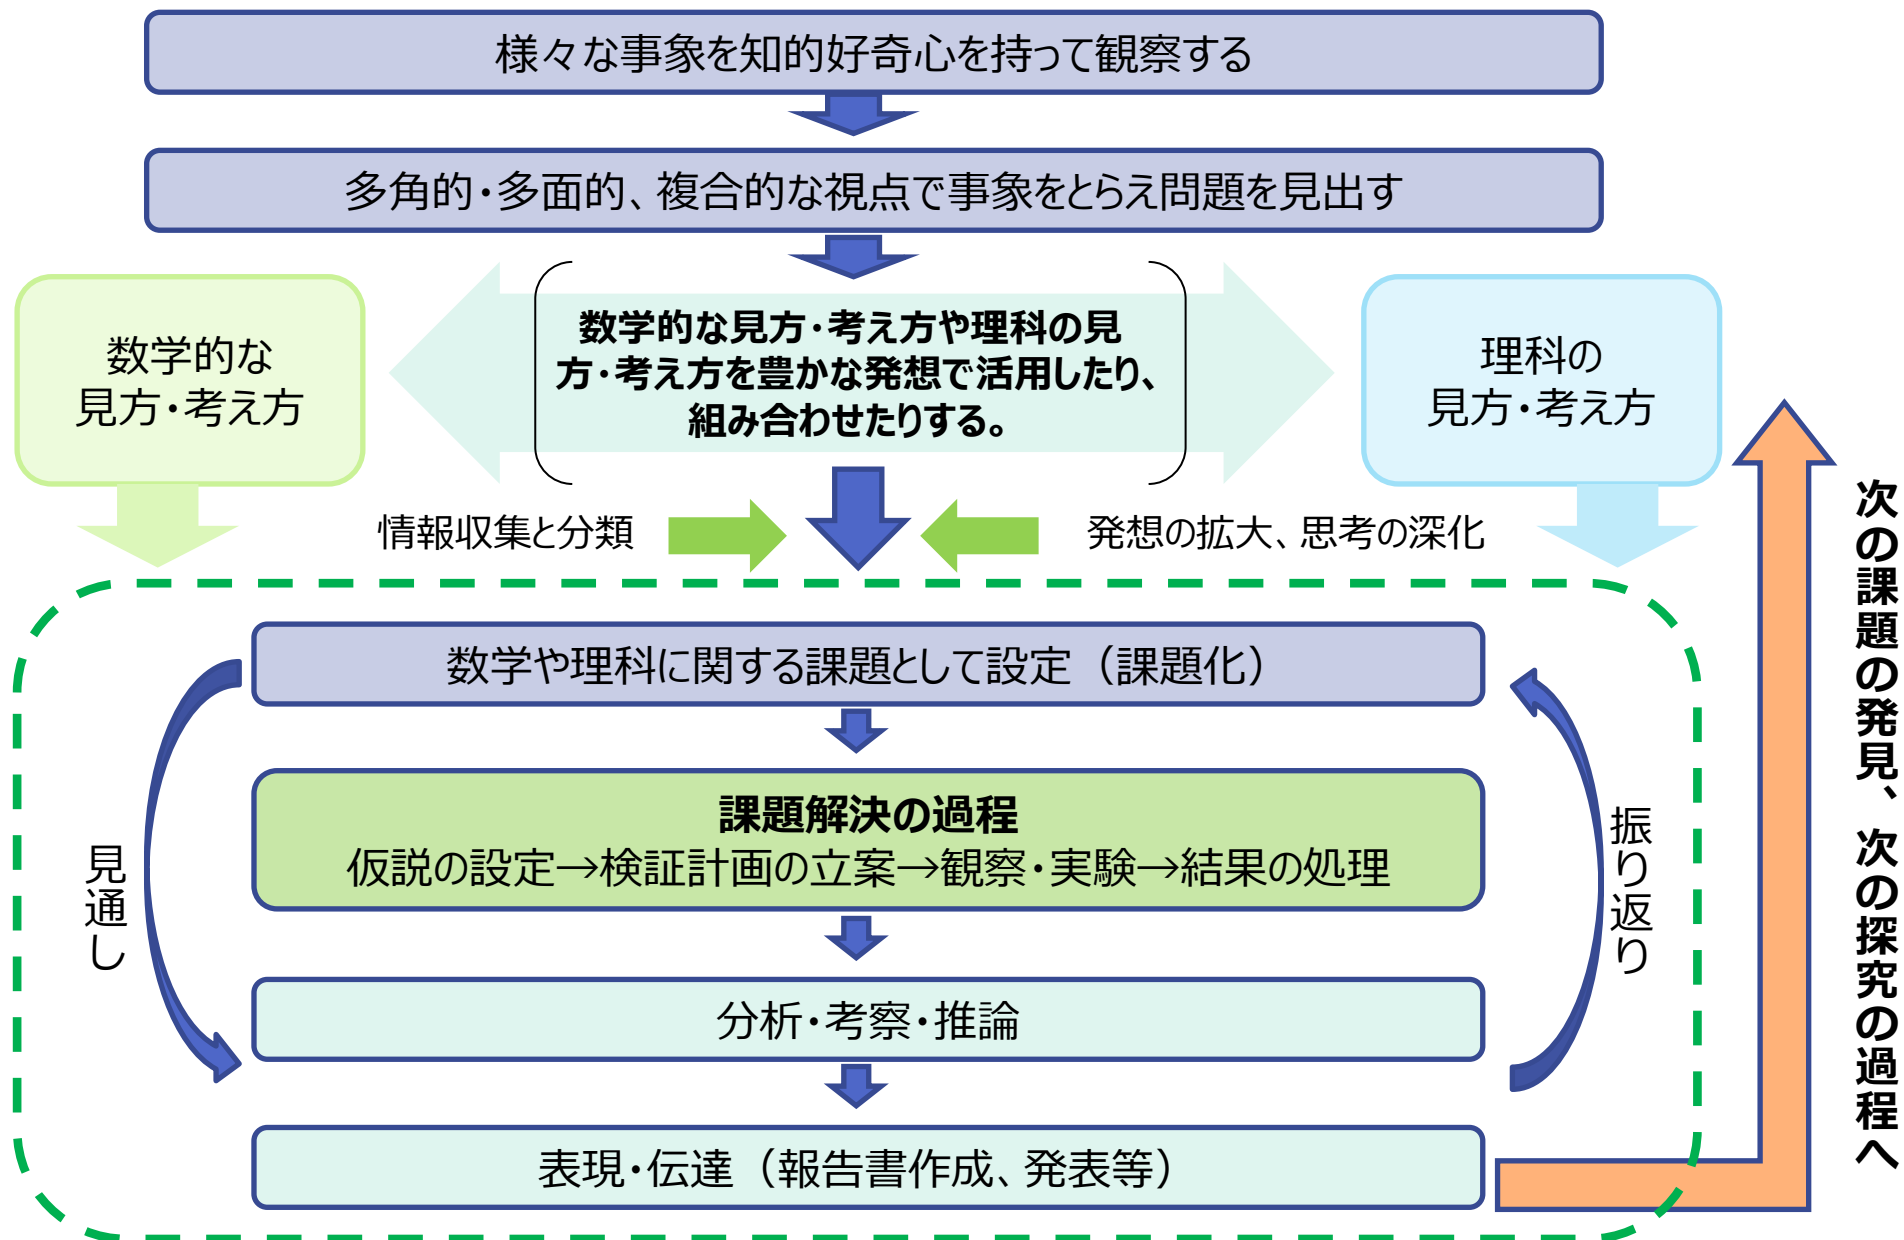 様々な事象を知的好奇心を持って観察する
多角的・多面的、複合的な視点で事象をとらえ問題を見出す
数学的な
見方・考え方
数学的な見方・考え方や理科の見
方・考え方を豊かな発想で活用したり、
組み合わせたりする。
理科の
見方・考え方
情報収集と分類
発想の拡大、思考の深化
数学や理科に関する課題として設定（課題化）
課題解決の過程
仮説の設定→検証計画の立案→観察・実験→結果の処理
見通し
振り返り
分析・考察・推論
表現・伝達（報告書作成、発表等）
次の課題の発見、次の探究の過程へ